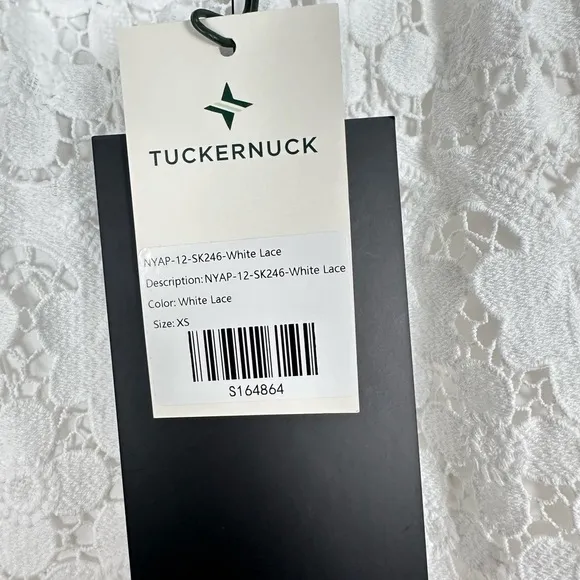 TUCKERNUCK
NYAP-12-SK246-White Lace
Description: NYAP-12-SK246-White Lace
Color: White Lace
Size: XS
S164864